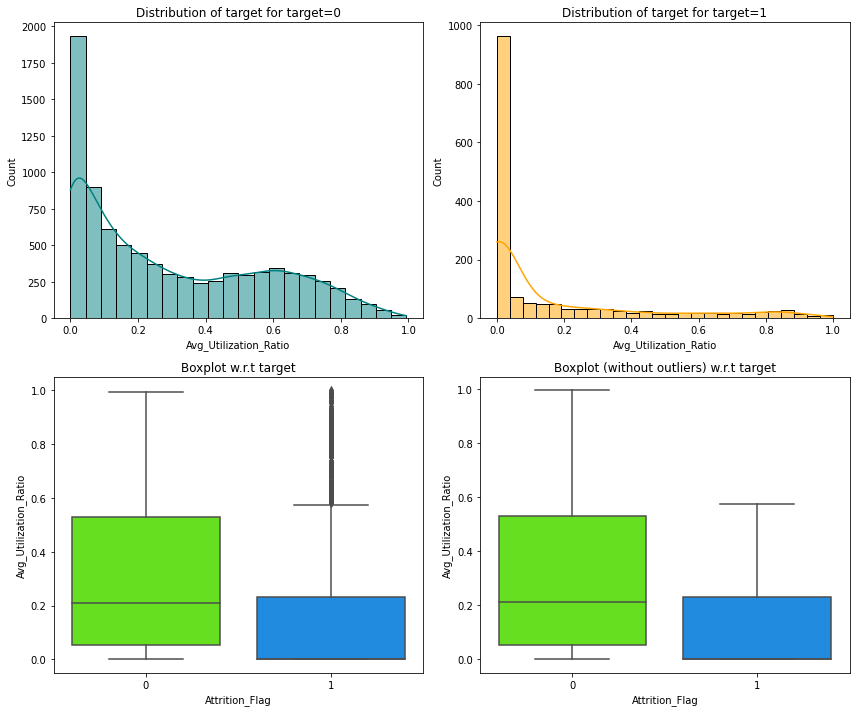 Distribution of target for target=0
2000
1750
1500
1250
1000
750
500
250
0
Count
0.0 0.2 0.4 0.6 0.8 1.0
Avg_Utilization_Ratio
Distribution of target for target=1
1000
800
600
400
200
0
Count
0.0 0.2 0.4 0.6 0.8 1.0
Avg_Utilization_Ratio
Boxplot w.r.t target
1.0
0.8
0.6
0.4
0.2
0.0
Avg_Utilization_Ratio
0 1
Attrition_Flag
Boxplot (without outliers) w.r.t target
1.0
0.8
0.6
0.4
0.2
0.0
Avg_Utilization_Ratio
0 1
Attrition_Flag